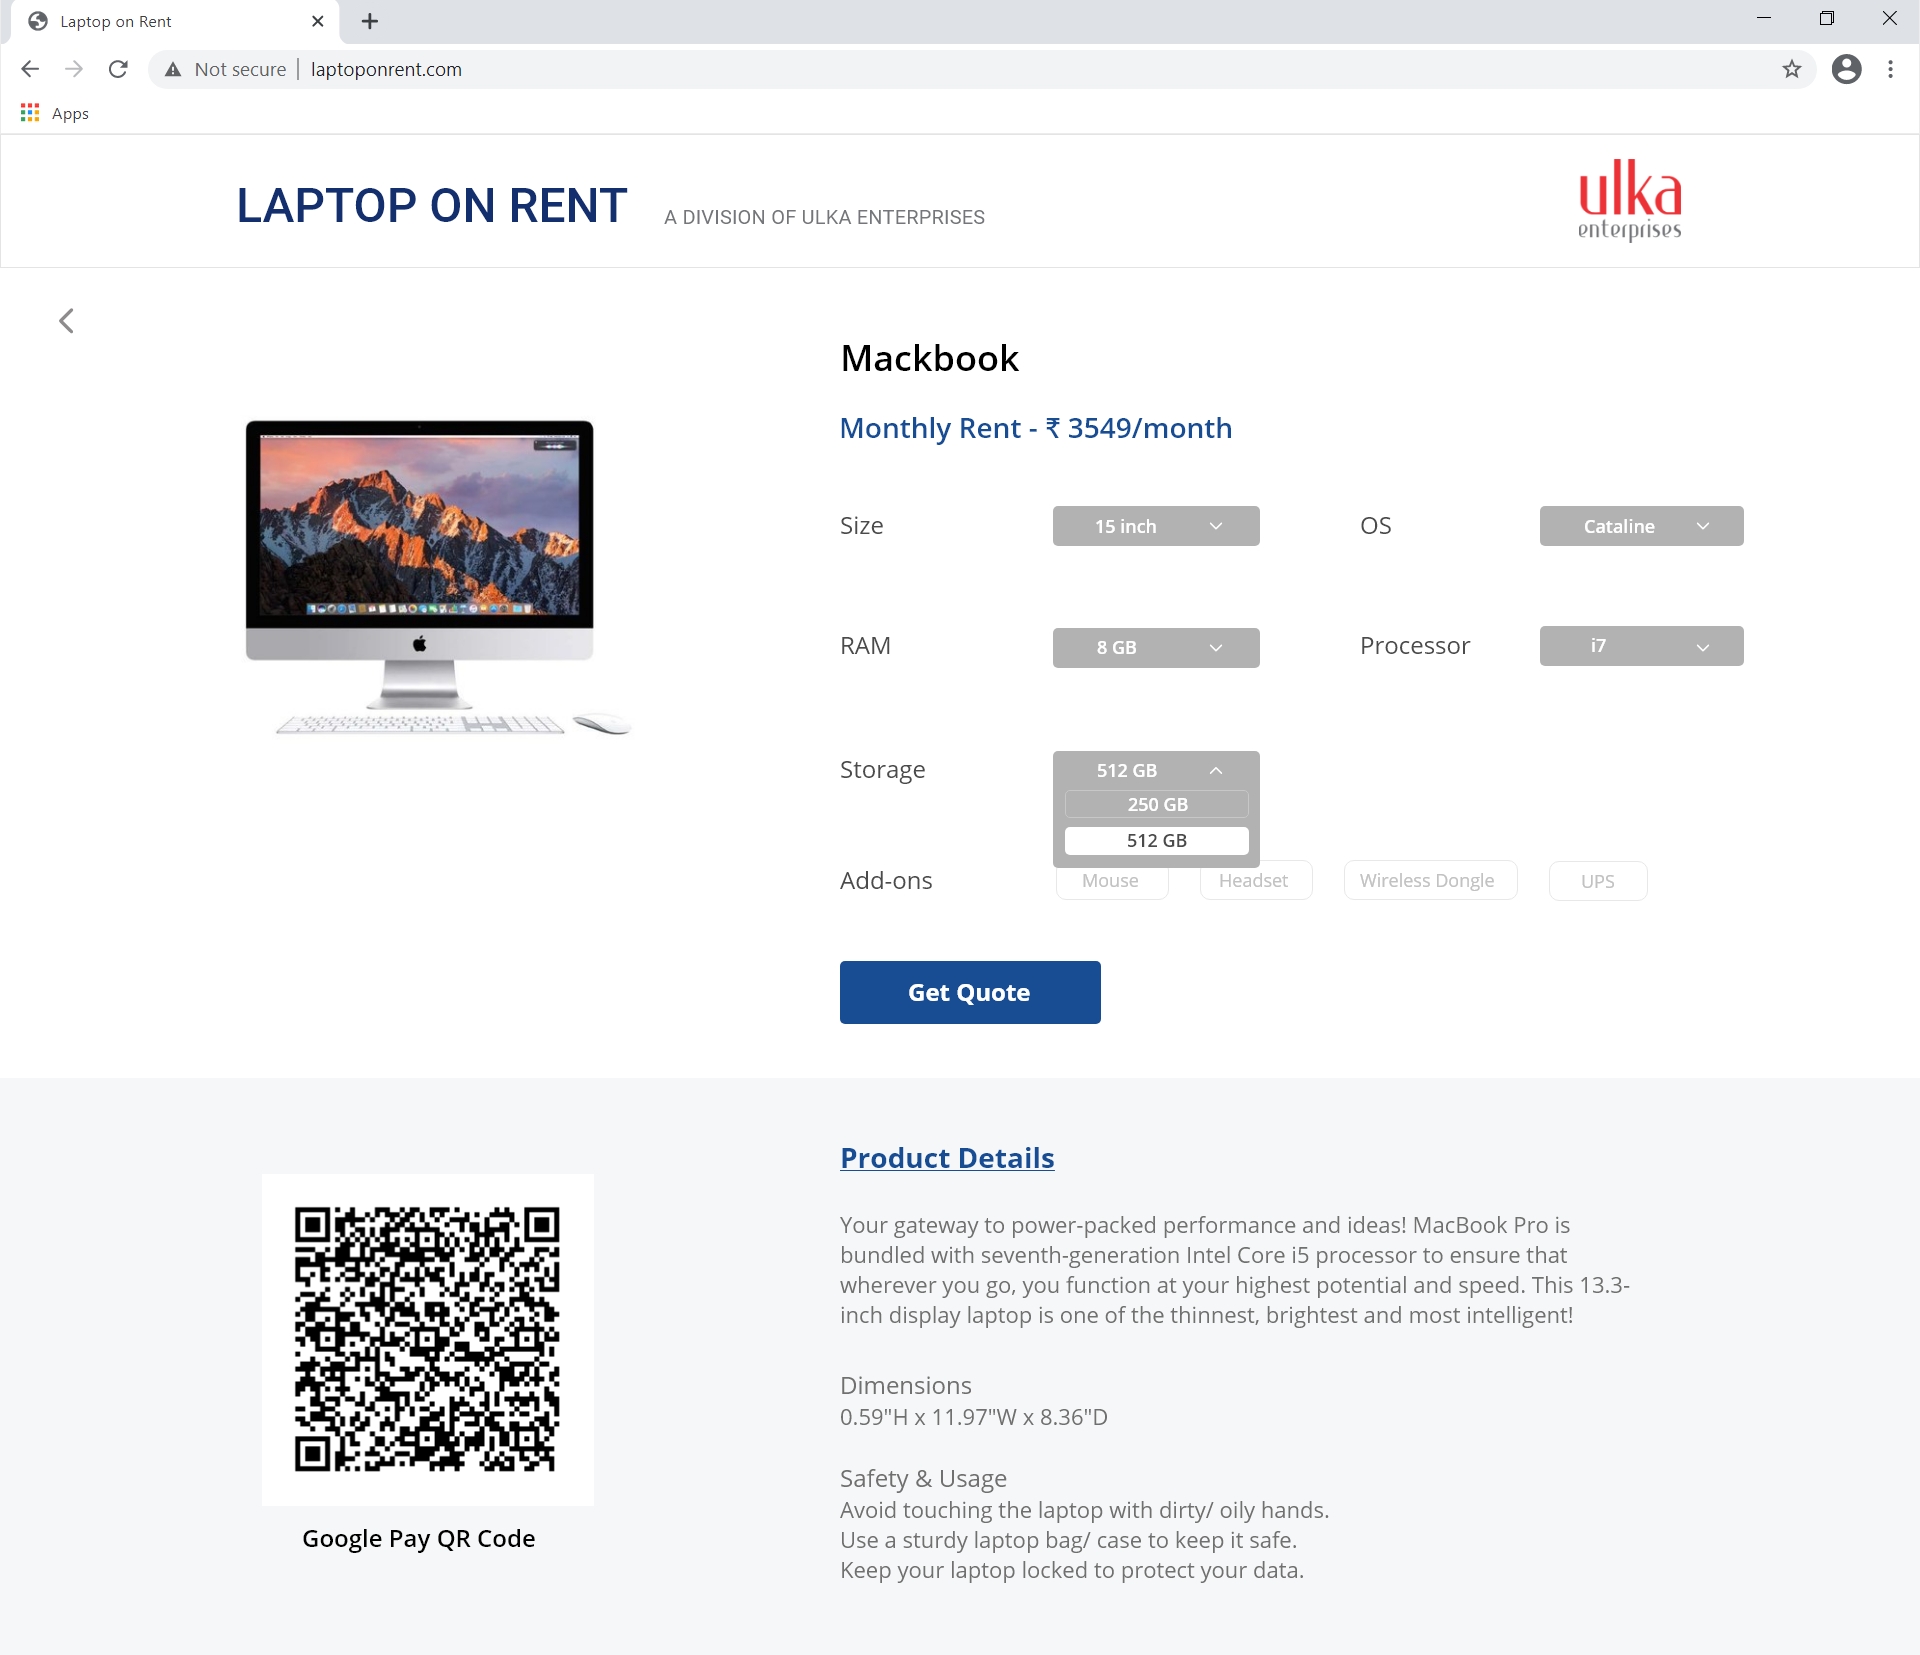 Laptop on Rent
Not secure | laptoponrent.com
Apps
LAPTOP ON RENT A DIVISION OF ULKA ENTERPRISES
ulka
enterprises
Mackbook
Monthly Rent - ₹ 3549/month
Size 15 inch OS Cataline
RAM 8 GB Processor i7
Storage 512 GB
250 GB
512 GB
Add-ons Mouse Headset Wireless Dongle UPS
Get Quote
Product Details
Your gateway to power-packed performance and ideas! MacBook Pro is
bundled with seventh-generation Intel Core i5 processor to ensure that
wherever you go, you function at your highest potential and speed. This 13.3-
inch display laptop is one of the thinnest, brightest and most intelligent!
Dimensions
0.59"H x 11.97"W x 8.36"D
Safety & Usage
Avoid touching the laptop with dirty/ oily hands.
Use a sturdy laptop bag/ case to keep it safe.
Keep your laptop locked to protect your data.
Google Pay QR Code